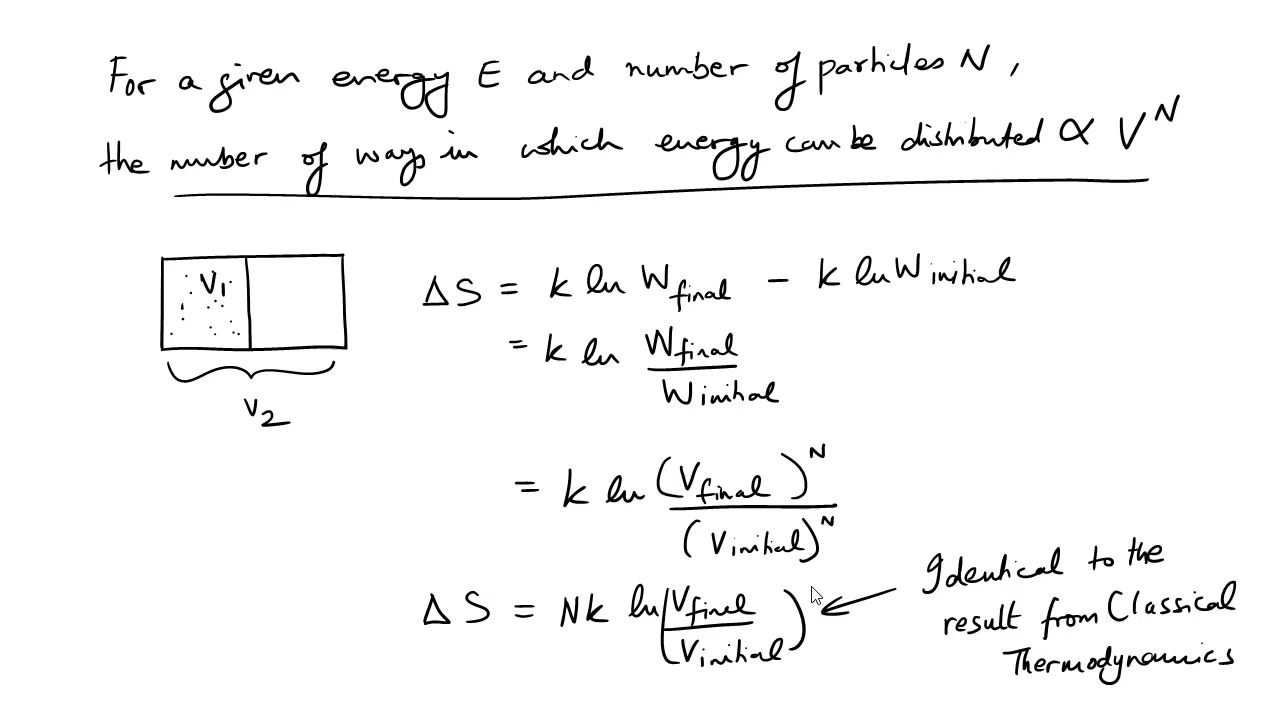 For a given energy E and number of particles N,
the number of ways in which energy can be distributed ∝ V^N
V₁
V₂
ΔS = k ln W_final − k ln W_initial
= k ln W_final / W_initial
= k ln (V_final)^N / (V_initial)^N
ΔS = Nk ln (V_final / V_initial)
Identical to the
result from Classical
Thermodynamics